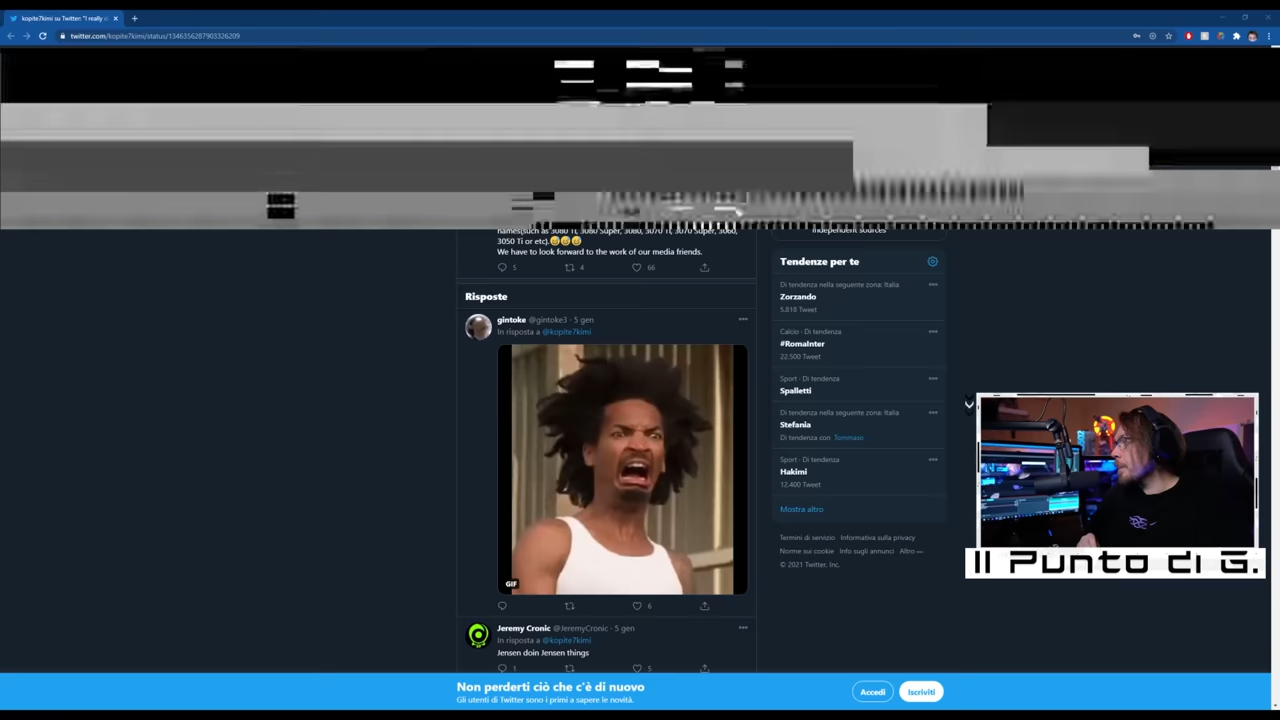 kopite7kimi su Twitter: "I really
twitter.com/kopite7kimi/status/1346356287903326209
names(such as 3080 Ti, 3080 Super, 3080, 3070 Ti, 3070 Super, 3060,
3050 Ti or etc).
We have to look forward to the work of our media friends.
5 4 66
Risposte
gintoke @gintoke3 · 5 gen
In risposta a @kopite7kimi
GIF
6
Jeremy Cronic @JeremyCronic · 5 gen
In risposta a @kopite7kimi
Jensen doin Jensen things
1 5
independent sources
Tendenze per te
Di tendenza nella seguente zona: Italia
Zorzando
5.818 Tweet
Calcio · Di tendenza
#RomaInter
22.500 Tweet
Sport · Di tendenza
Spalletti
Di tendenza nella seguente zona: Italia
Stefania
Di tendenza con Tommaso
Sport · Di tendenza
Hakimi
12.400 Tweet
Mostra altro
Termini di servizio Informativa sulla privacy
Norme sui cookie Info sugli annunci Altro
© 2021 Twitter, Inc.
Il Punto di G.
Non perderti ciò che c'è di nuovo
Gli utenti di Twitter sono i primi a sapere le novità.
Accedi
Iscriviti